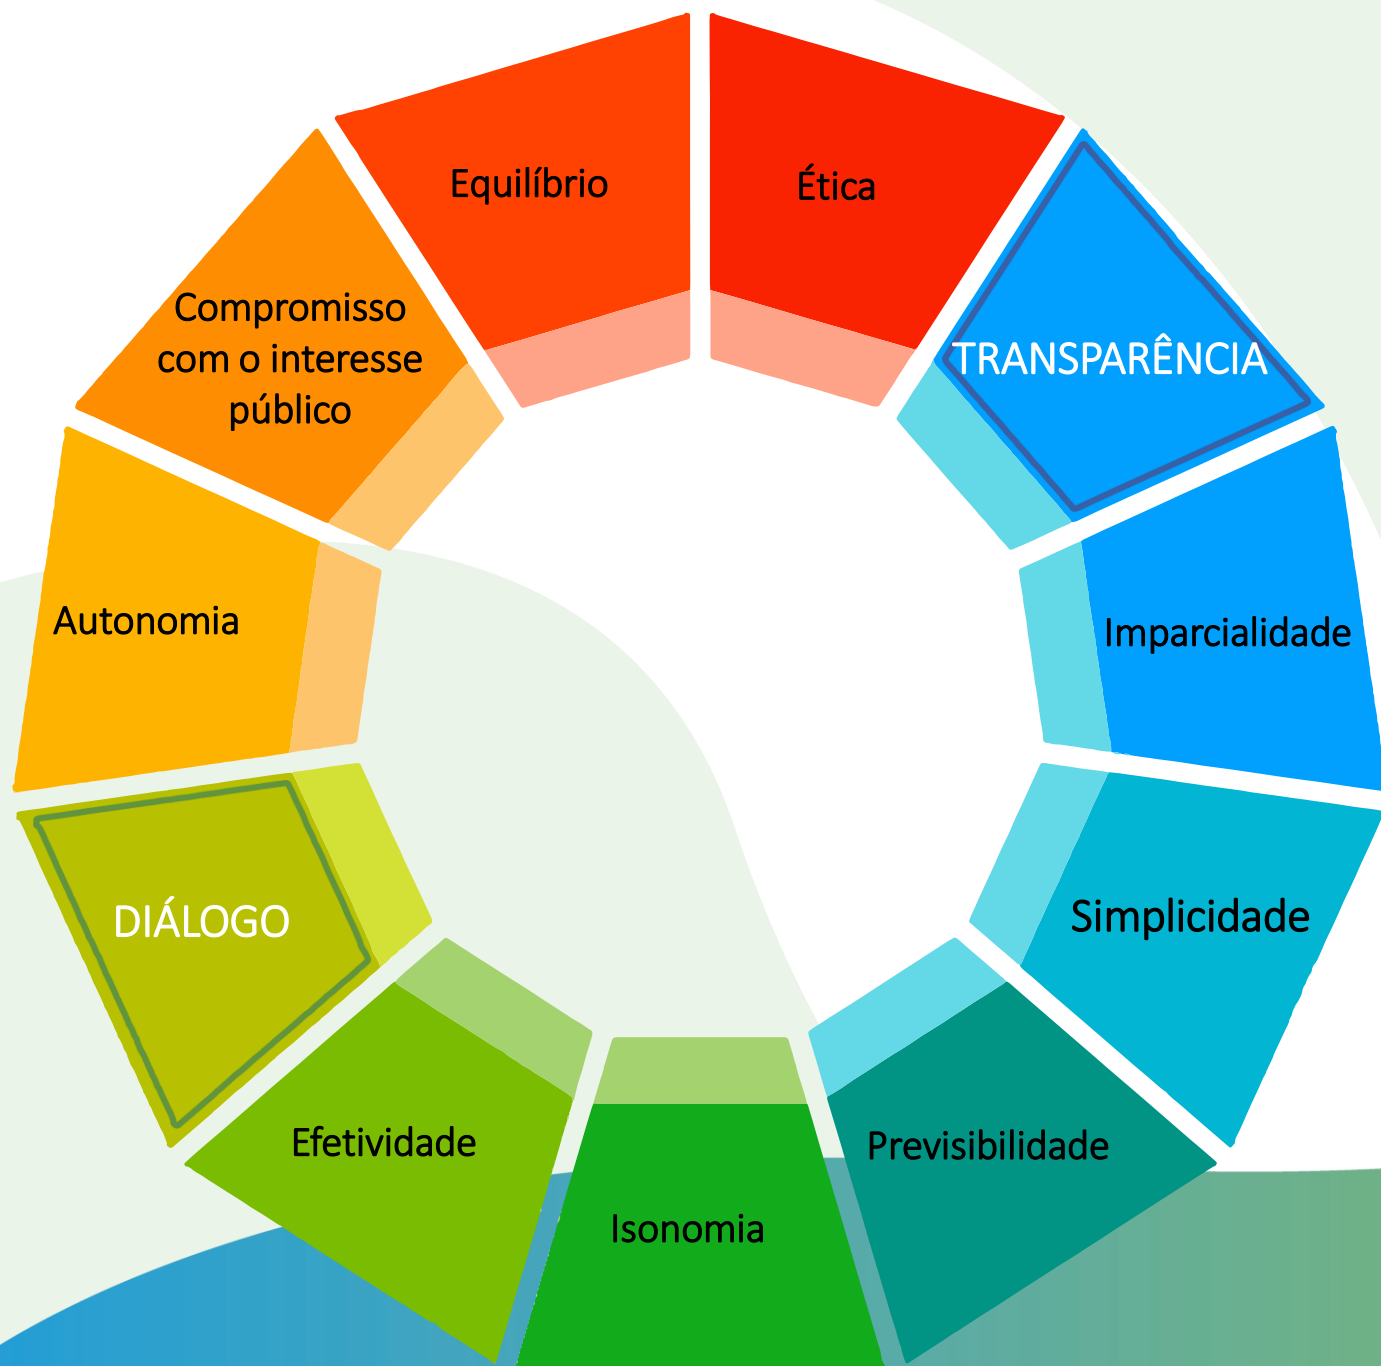 Equilíbrio
Ética
Compromisso
com o interesse
público
TRANSPARÊNCIA
Autonomia
Imparcialidade
DIÁLOGO
Simplicidade
Efetividade
Previsibilidade
Isonomia